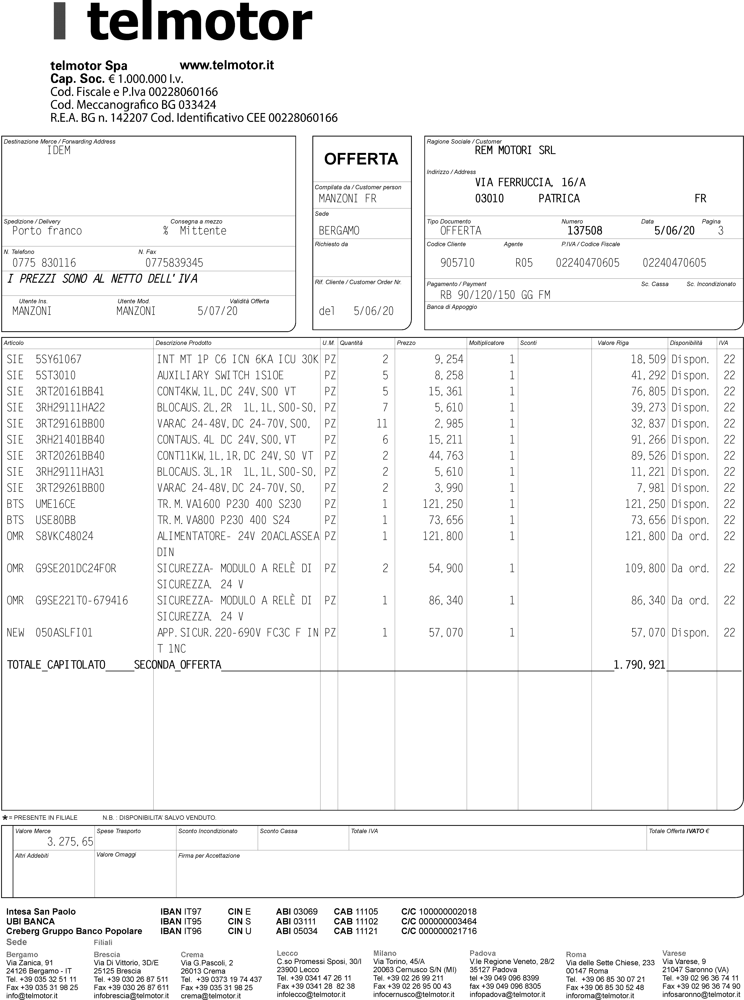 telmotor
telmotor Spa www.telmotor.it
Cap. Soc. € 1.000.000 I.v.
Cod. Fiscale e P.Iva 00228060166
Cod. Meccanografico BG 033424
R.E.A. BG n. 142207 Cod. Identificativo CEE 00228060166
Destinazione Merce / Forwarding Address
IDEM
Spedizione / Delivery Consegna a mezzo
Porto franco % Mittente
N. Telefono N. Fax
0775 830116 0775839345
I PREZZI SONO AL NETTO DELL'IVA
Utente Ins. Utente Mod. Validità Offerta
MANZONI MANZONI 5/07/20
OFFERTA
Compilata da / Customer person
MANZONI FR
Sede
BERGAMO
Richiesto da
Rif. Cliente / Customer Order Nr.
del 5/06/20
Ragione Sociale / Customer
REM MOTORI SRL
Indirizzo / Address
VIA FERRUCCIA, 16/A
03010 PATRICA FR
Tipo Documento Numero Data Pagina
OFFERTA 137508 5/06/20 3
Codice Cliente Agente P.IVA / Codice Fiscale
905710 R05 02240470605 02240470605
Pagamento / Payment Sc. Cassa Sc. Incondizionato
RB 90/120/150 GG FM
Banca di Appoggio
Articolo Descrizione Prodotto U.M. Quantità Prezzo Moltiplicatore Sconti Valore Riga Disponibilità IVA
SIE 5SY61067 INT MT 1P C6 ICN 6KA ICU 30K PZ 2 9,254 1 18,509 Dispon. 22
SIE 5ST3010 AUXILIARY SWITCH 1S1OE PZ 5 8,258 1 41,292 Dispon. 22
SIE 3RT20161BB41 CONT4KW,1L,DC 24V,S00 VT PZ 5 15,361 1 76,805 Dispon. 22
SIE 3RH29111HA22 BLOCAUS.2L,2R 1L,1L,S00-S0, PZ 7 5,610 1 39,273 Dispon. 22
SIE 3RT29161BB00 VARAC 24-48V,DC 24-70V,S00, PZ 11 2,985 1 32,837 Dispon. 22
SIE 3RH21401BB40 CONTAUS.4L DC 24V,S00,VT PZ 6 15,211 1 91,266 Dispon. 22
SIE 3RT20261BB40 CONT11KW,1L,1R,DC 24V,S0 VT PZ 2 44,763 1 89,526 Dispon. 22
SIE 3RH29111HA31 BLOCAUS.3L,1R 1L,1L,S00-S0, PZ 2 5,610 1 11,221 Dispon. 22
SIE 3RT29261BB00 VARAC 24-48V,DC 24-70V,S0, PZ 2 3,990 1 7,981 Dispon. 22
BTS UME16CE TR.M.VA1600 P230 400 S230 PZ 1 121,250 1 121,250 Dispon. 22
BTS USE80BB TR.M.VA800 P230 400 S24 PZ 1 73,656 1 73,656 Dispon. 22
OMR S8VKC48024 ALIMENTATORE- 24V 20ACLASSEA PZ 1 121,800 1 121,800 Da ord. 22
DIN
OMR G9SE201DC24FOR SICUREZZA- MODULO A RELÈ DI PZ 2 54,900 1 109,800 Da ord. 22
SICUREZZA. 24 V
OMR G9SE221T0-679416 SICUREZZA- MODULO A RELÈ DI PZ 1 86,340 1 86,340 Da ord. 22
SICUREZZA. 24 V
NEW 050ASLFI01 APP.SICUR.220-690V FC3C F IN PZ 1 57,070 1 57,070 Dispon. 22
T 1NC
TOTALE_CAPITOLATO_____SECONDA_OFFERTA 1.790,921
*= PRESENTE IN FILIALE N.B. : DISPONIBILITA' SALVO VENDUTO.
Valore Merce Spese Trasporto Sconto Incondizionato Sconto Cassa Totale IVA Totale Offerta IVATO €
3.275,65
Altri Addebiti Valore Omaggi Firma per Accettazione
Intesa San Paolo IBAN IT97 CIN E ABI 03069 CAB 11105 C/C 100000002018
UBI BANCA IBAN IT95 CIN S ABI 03111 CAB 11102 C/C 000000003464
Creberg Gruppo Banco Popolare IBAN IT96 CIN U ABI 05034 CAB 11121 C/C 000000021716
Sede Filiali
Bergamo
Via Zanica, 91
24126 Bergamo - IT
Tel. +39 035 32 51 11
Fax +39 035 31 98 25
info@telmotor.it
Brescia
Via Di Vittorio, 3D/E
25125 Brescia
Tel. +39 030 26 87 511
Fax +39 030 26 87 611
infobrescia@telmotor.it
Crema
Via G.Pascoli, 2
26013 Crema
Tel. +39 0373 19 74 437
Fax +39 035 31 98 25
crema@telmotor.it
Lecco
C.so Promessi Sposi, 30/I
23900 Lecco
Tel. +39 0341 47 26 11
Fax +39 0341 28 82 38
infolecco@telmotor.it
Milano
Via Torino, 45/A
20063 Cernusco S/N (MI)
Tel. +39 02 26 99 211
Fax +39 02 26 95 00 43
infocernusco@telmotor.it
Padova
V.le Regione Veneto, 28/2
35127 Padova
tel +39 049 096 8399
fax +39 049 096 8305
infopadova@telmotor.it
Roma
Via delle Sette Chiese, 233
00147 Roma
Tel. +39 06 85 30 07 21
Fax +39 06 85 30 52 48
inforoma@telmotor.it
Varese
Via Varese, 9
21047 Saronno (VA)
Tel. +39 02 96 36 74 11
Fax +39 02 96 36 74 90
infosaronno@telmotor.it